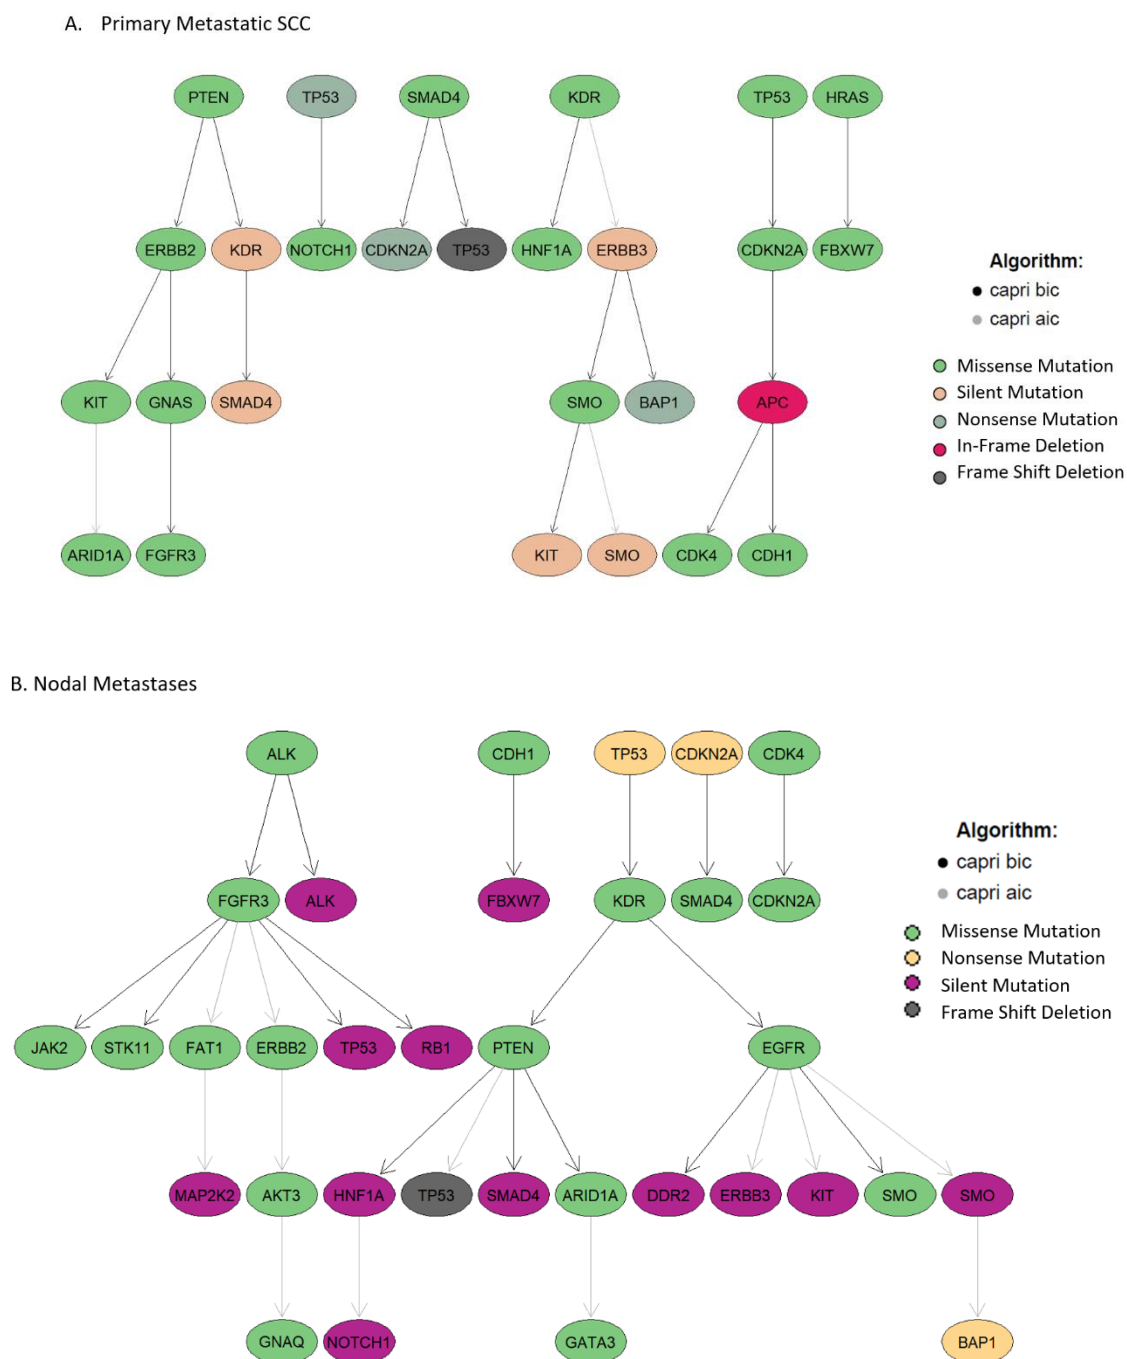 A. Primary Metastatic SCC
PTEN TP53 SMAD4 KDR TP53 HRAS
ERBB2 KDR NOTCH1 CDKN2A TP53 HNF1A ERBB3 CDKN2A FBXW7
Algorithm:
capri bic
capri aic
Missense Mutation
Silent Mutation
Nonsense Mutation
In-Frame Deletion
Frame Shift Deletion
KIT GNAS SMAD4 SMO BAP1 APC
ARID1A FGFR3 KIT SMO CDK4 CDH1
B. Nodal Metastases
ALK CDH1 TP53 CDKN2A CDK4
Algorithm:
capri bic
capri aic
Missense Mutation
Nonsense Mutation
Silent Mutation
Frame Shift Deletion
FGFR3 ALK FBXW7 KDR SMAD4 CDKN2A
JAK2 STK11 FAT1 ERBB2 TP53 RB1 PTEN EGFR
MAP2K2 AKT3 HNF1A TP53 SMAD4 ARID1A DDR2 ERBB3 KIT SMO SMO
GNAQ NOTCH1 GATA3 BAP1